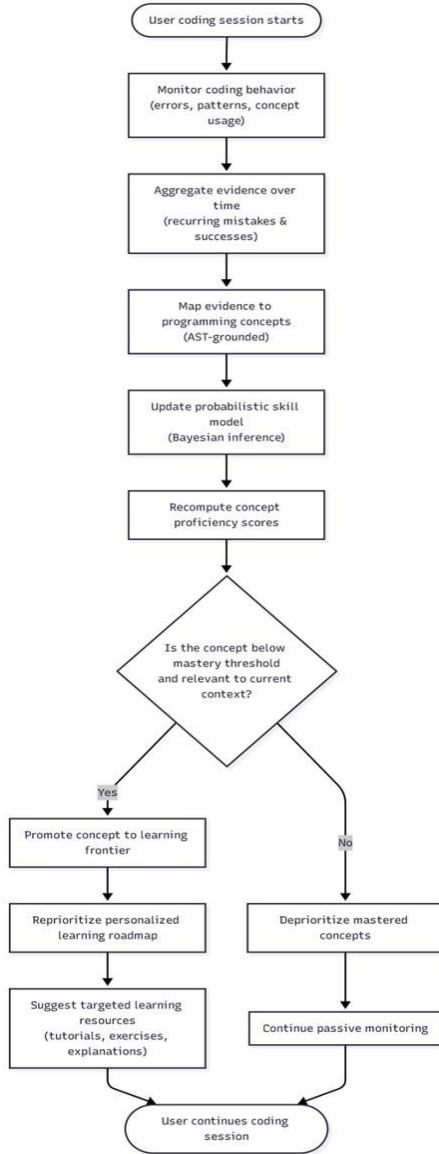 User coding session starts
Monitor coding behavior
(errors, patterns, concept
usage)
Aggregate evidence over
time
(recurring mistakes &
successes)
Map evidence to
programming concepts
(AST-grounded)
Update probabilistic skill
model
(Bayesian inference)
Recompute concept
proficiency scores
Is the concept below
mastery threshold
and relevant to current
context?
Yes
Promote concept to learning
frontier
Reprioritize personalized
learning roadmap
Suggest targeted learning
resources
(tutorials, exercises,
explanations)
No
Deprioritize mastered
concepts
Continue passive monitoring
User continues coding
session